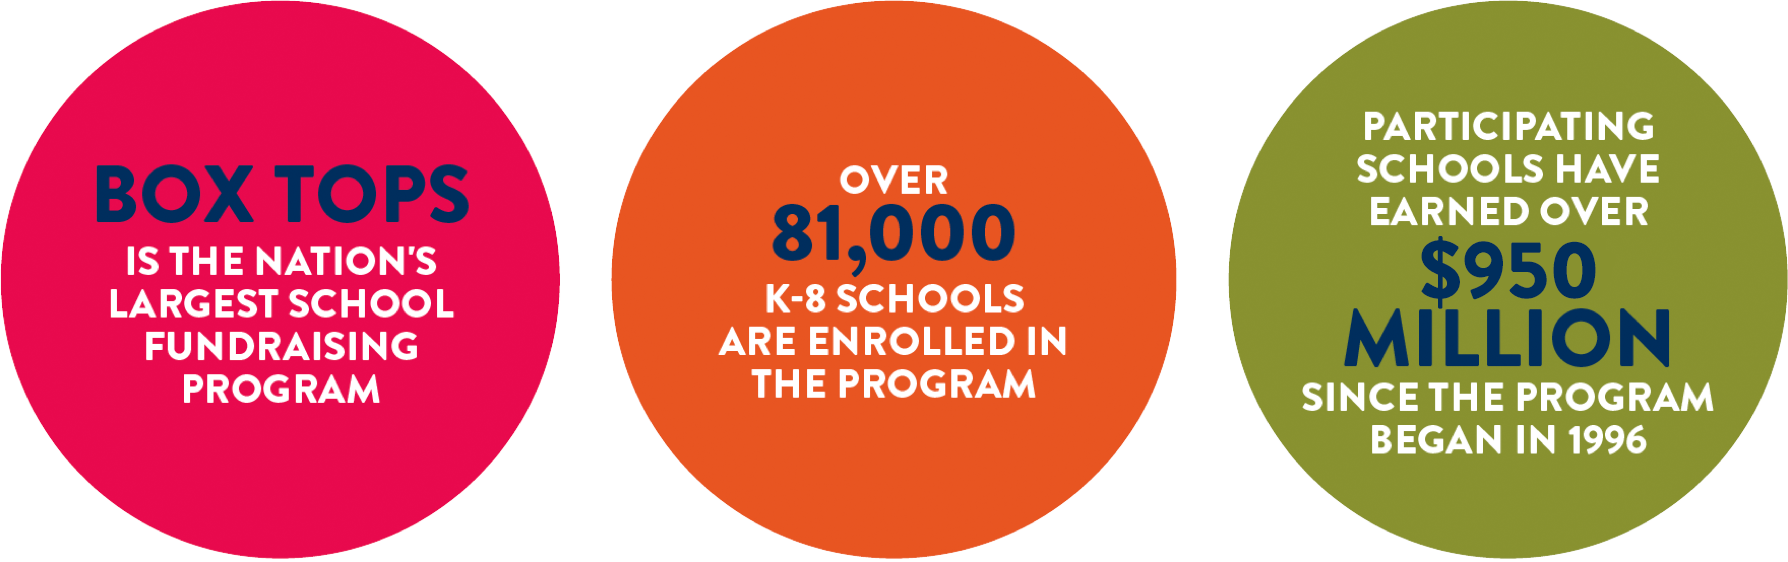 BOX TOPS
IS THE NATION'S
LARGEST SCHOOL
FUNDRAISING
PROGRAM
OVER
81,000
K-8 SCHOOLS
ARE ENROLLED IN
THE PROGRAM
PARTICIPATING
SCHOOLS HAVE
EARNED OVER
$950
MILLION
SINCE THE PROGRAM
BEGAN IN 1996